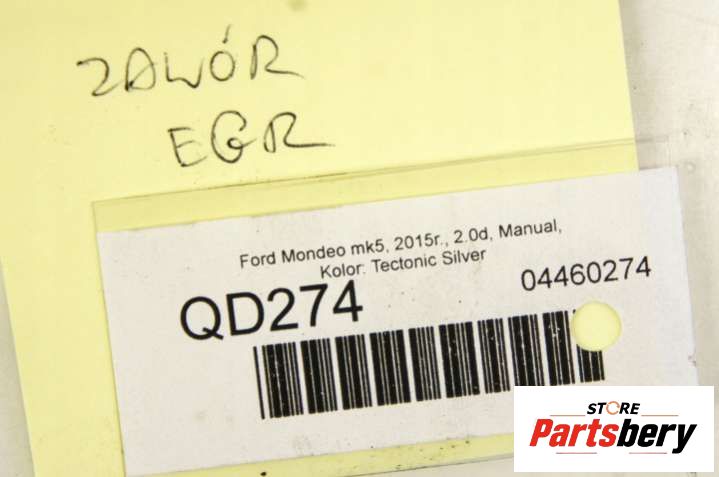 ZAWÓR
EGR
Ford Mondeo mk5, 2015r., 2.0d, Manual,
Kolor: Tectonic Silver
QD274
04460274
STORE
Partsbery